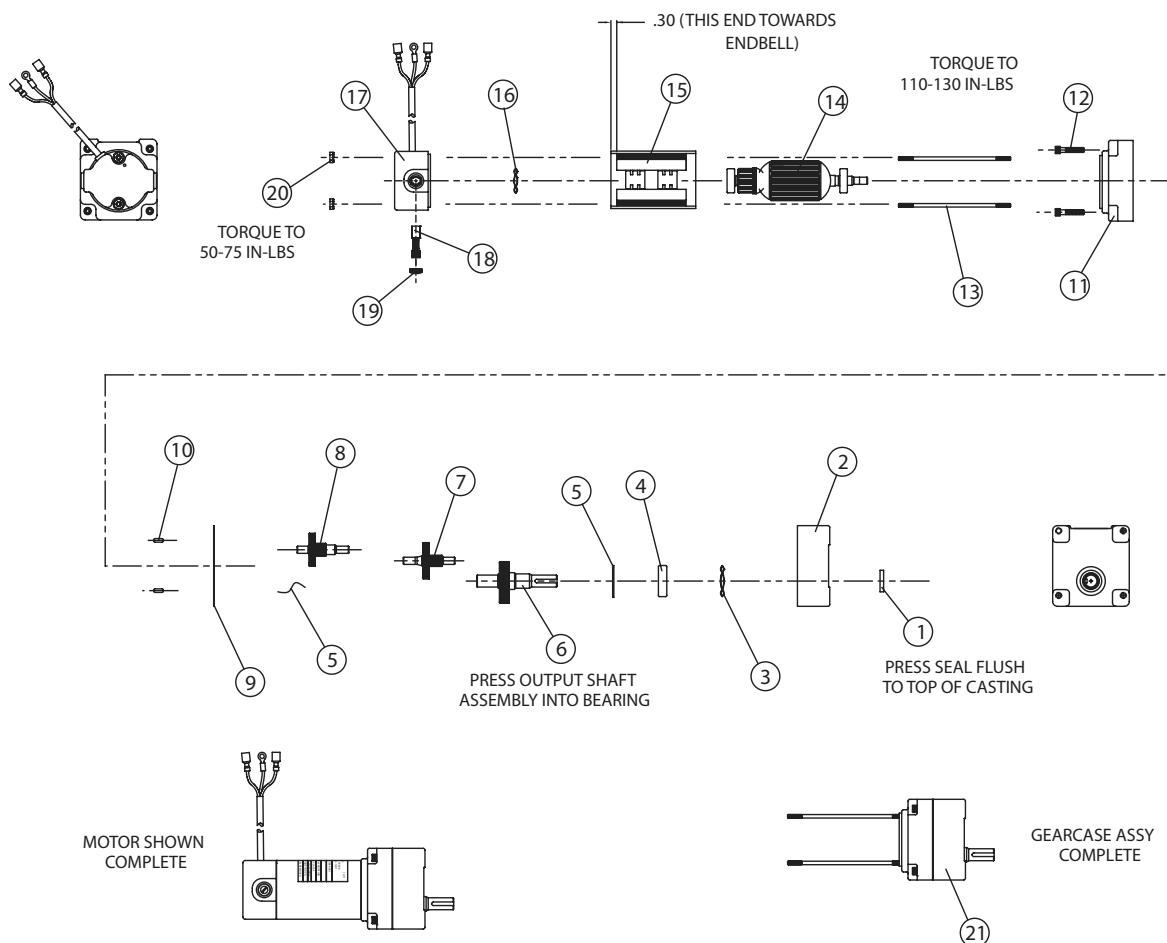 .30 (THIS END TOWARDS
ENDBELL)
TORQUE TO
110-130 IN-LBS
17
16
15
14
12
20
TORQUE TO
50-75 IN-LBS
18
19
13
11
10
8
7
5
4
2
9
5
6
3
1
PRESS OUTPUT SHAFT
ASSEMBLY INTO BEARING
PRESS SEAL FLUSH
TO TOP OF CASTING
MOTOR SHOWN
COMPLETE
GEARCASE ASSY
COMPLETE
21